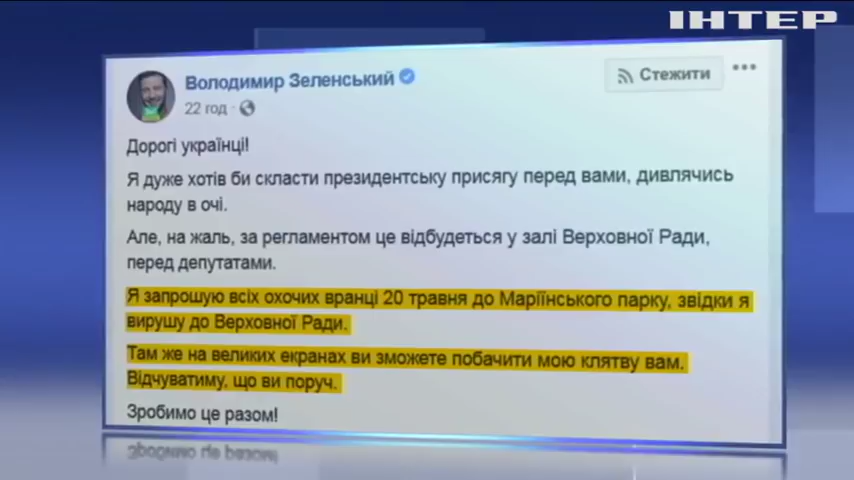 ІНТЕР
Володимир Зеленський
Стежити
22 год
Дорогі українці!
Я дуже хотів би скласти президентську присягу перед вами, дивлячись
народу в очі.
Але, на жаль, за регламентом це відбудеться у залі Верховної Ради,
перед депутатами.
Я запрошую всіх охочих вранці 20 травня до Маріїнського парку, звідки я
вирушу до Верховної Ради.
Там же на великих екранах ви зможете побачити мою клятву вам.
Відчуватиму, що ви поруч.
Зробимо це разом!